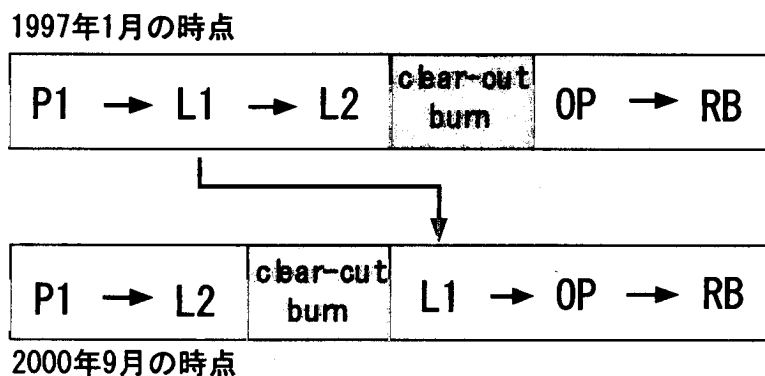 1997年1月の時点
P1 → L1 → L2
clear-cut
burn
OP → RB
P1 → L2
clear-cut
burn
L1 → OP → RB
2000年9月の時点